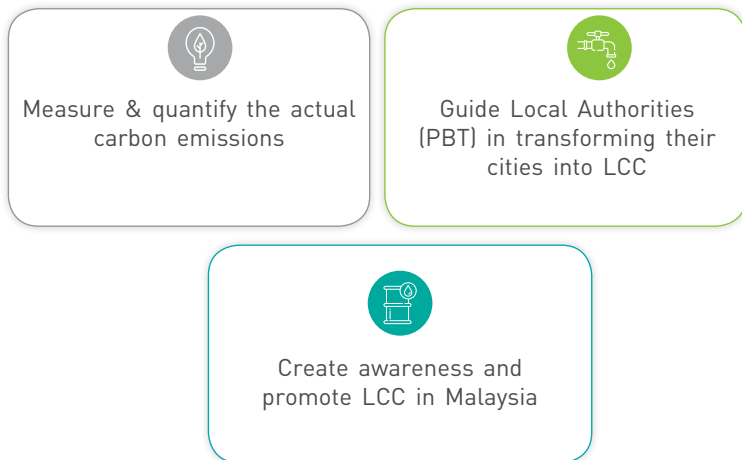 Measure & quantify the actual
carbon emissions
Guide Local Authorities
(PBT) in transforming their
cities into LCC
Create awareness and
promote LCC in Malaysia